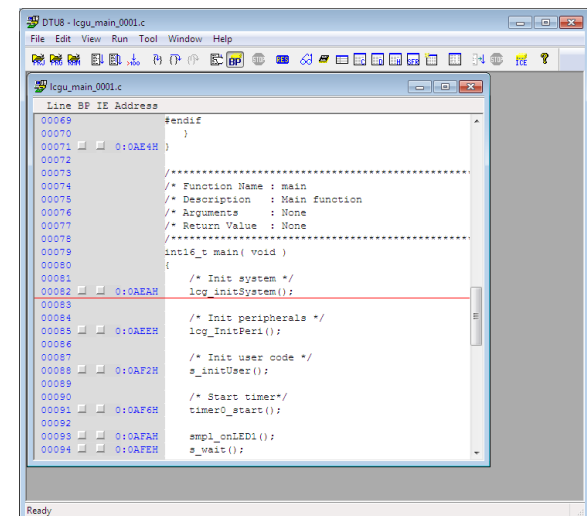 DTU8 - lcgu_main_0001.c
File Edit View Run Tool Window Help
BP RES SFR ICE
lcgu_main_0001.c
Line BP IE Address
00069 #endif
00070 }
00071 0:0AE4H }
00072
00073 /**************************************************
00074 /* Function Name : main
00075 /* Description : Main function
00076 /* Arguments : None
00077 /* Return Value : None
00078 /**************************************************
00079 int16_t main( void )
00080 {
00081 /* Init system */
00082 0:0AEAH lcg_initSystem();
00083
00084 /* Init peripherals */
00085 0:0AEEH lcg_InitPeri();
00086
00087 /* Init user code */
00088 0:0AF2H s_initUser();
00089
00090 /* Start timer*/
00091 0:0AF6H timer0_start();
00092
00093 0:0AFAH smpl_onLED1();
00094 0:0AFEH s_wait();
Ready